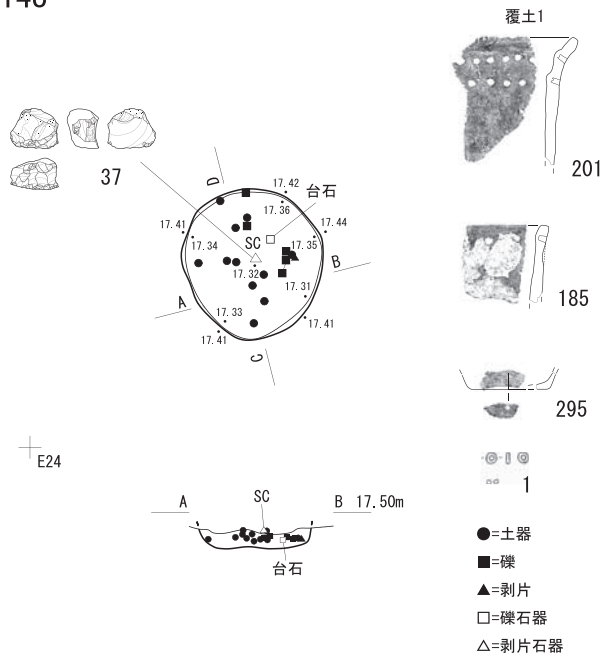 覆土1
201
37
D
17.42
台石
17.36
17.41
17.44
SC
17.35
17.34
B
17.32
185
17.31
A
17.33
17.41
17.41
C
295
E24
1
SC
A
B 17.50m
台石
●=土器
■=礫
▲=剥片
□=礫石器
△=剥片石器